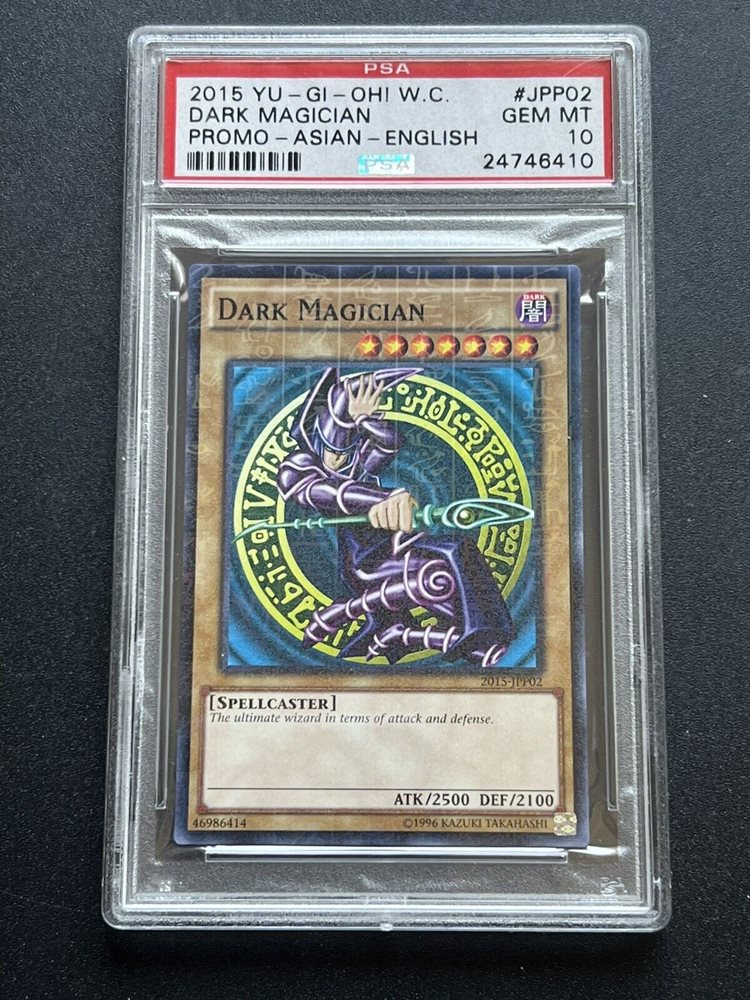 PSA
2015 YU-GI-OH! W.C. #JPP02
DARK MAGICIAN GEM MT
PROMO-ASIAN-ENGLISH 10
PSA 24746410
DARK MAGICIAN
DARK
闇
2015-JPP02
[SPELLCASTER]
The ultimate wizard in terms of attack and defense.
ATK/2500 DEF/2100
46986414 ©1996 KAZUKI TAKAHASHI